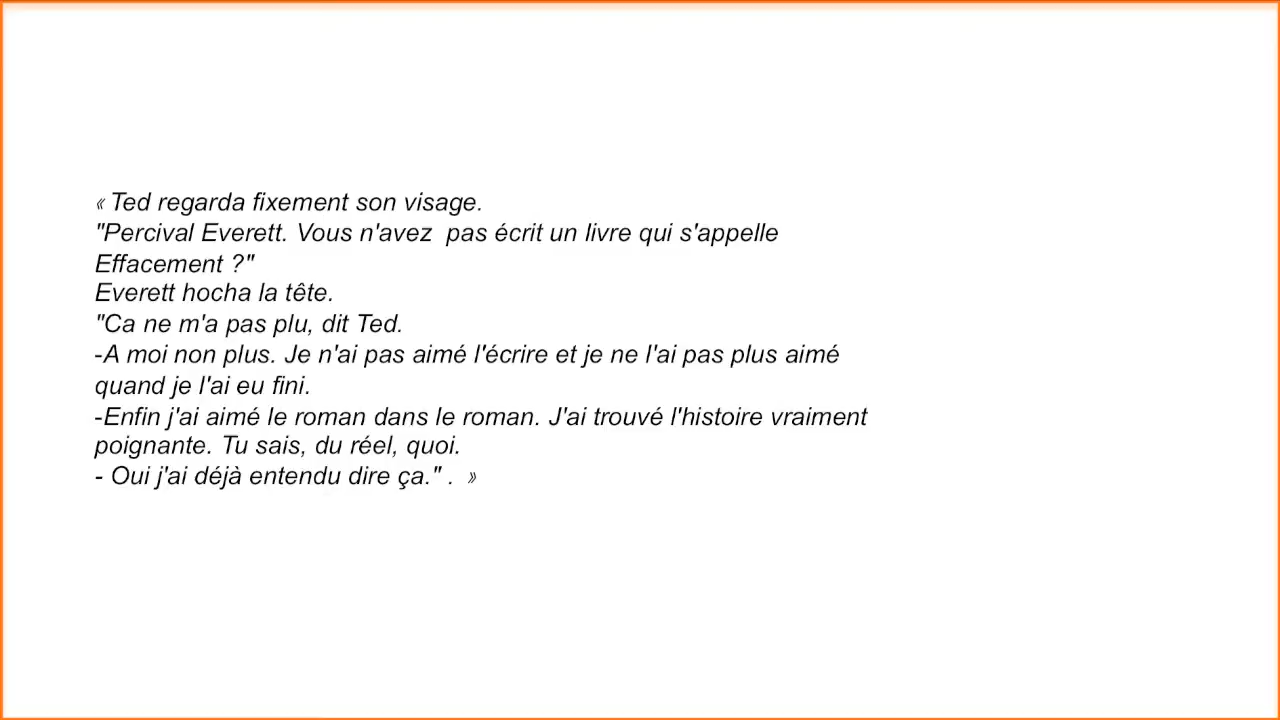 « Ted regarda fixement son visage.
"Percival Everett. Vous n'avez  pas écrit un livre qui s'appelle
Effacement ?"
Everett hocha la tête.
"Ca ne m'a pas plu, dit Ted.
-A moi non plus. Je n'ai pas aimé l'écrire et je ne l'ai pas plus aimé
quand je l'ai eu fini.
-Enfin j'ai aimé le roman dans le roman. J'ai trouvé l'histoire vraiment
poignante. Tu sais, du réel, quoi.
- Oui j'ai déjà entendu dire ça." .  »